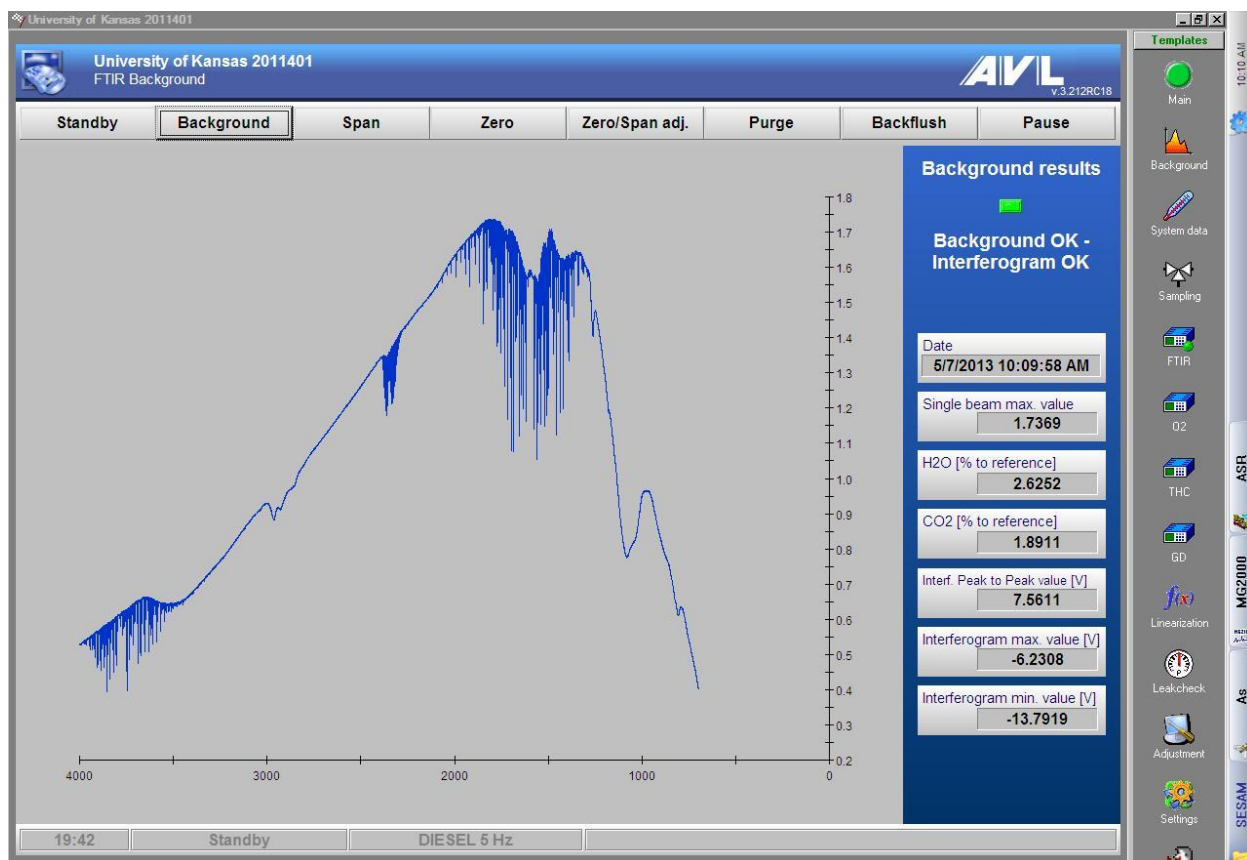 University of Kansas 2011401
University of Kansas 2011401
FTIR Background
AVL
v.3.212RC18
Standby Background Span Zero Zero/Span adj. Purge Backflush Pause
Background results
Background OK -
Interferogram OK
Date
5/7/2013 10:09:58 AM
Single beam max. value
1.7369
H2O [% to reference]
2.6252
CO2 [% to reference]
1.8911
Interf. Peak to Peak value [V]
7.5611
Interferogram max. value [V]
-6.2308
Interferogram min. value [V]
-13.7919
1.8
1.7
1.6
1.5
1.4
1.3
1.2
1.1
1.0
0.9
0.8
0.7
0.6
0.5
0.4
0.3
0.2
4000 3000 2000 1000 0
19:42 Standby DIESEL 5 Hz
Templates
Main
Background
System data
Sampling
FTIR
O2
THC
GD
f(x)
Linearization
Leakcheck
Adjustment
Settings
10:10 AM
ASR
MG2000
As
SESAM